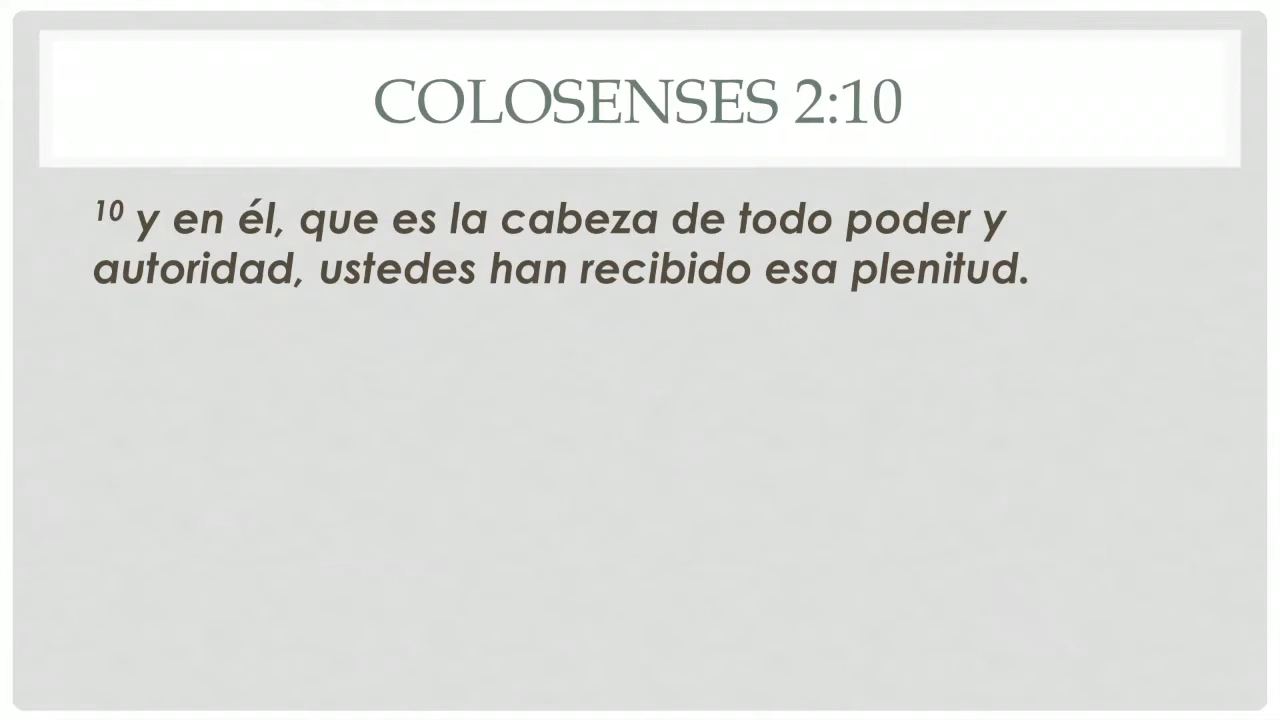 COLOSENSES 2:10
10 y en él, que es la cabeza de todo poder y
autoridad, ustedes han recibido esa plenitud.